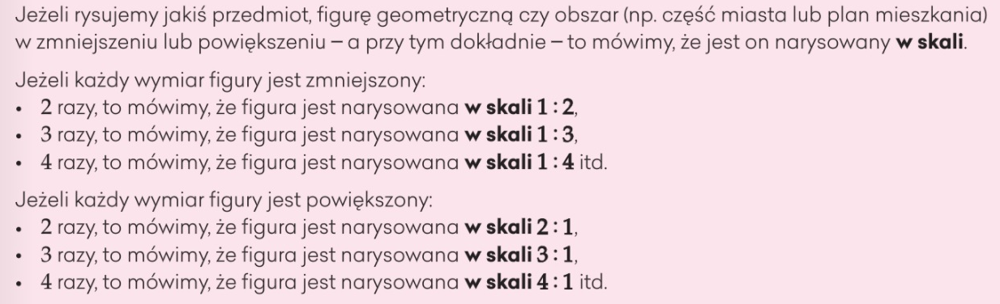 Jeżeli rysujemy jakiś przedmiot, figurę geometryczną czy obszar (np. część miasta lub plan mieszkania)
w zmniejszeniu lub powiększeniu – a przy tym dokładnie – to mówimy, że jest on narysowany w skali.
Jeżeli każdy wymiar figury jest zmniejszony:
• 2 razy, to mówimy, że figura jest narysowana w skali 1 : 2,
• 3 razy, to mówimy, że figura jest narysowana w skali 1 : 3,
• 4 razy, to mówimy, że figura jest narysowana w skali 1 : 4 itd.
Jeżeli każdy wymiar figury jest powiększony:
• 2 razy, to mówimy, że figura jest narysowana w skali 2 : 1,
• 3 razy, to mówimy, że figura jest narysowana w skali 3 : 1,
• 4 razy, to mówimy, że figura jest narysowana w skali 4 : 1 itd.